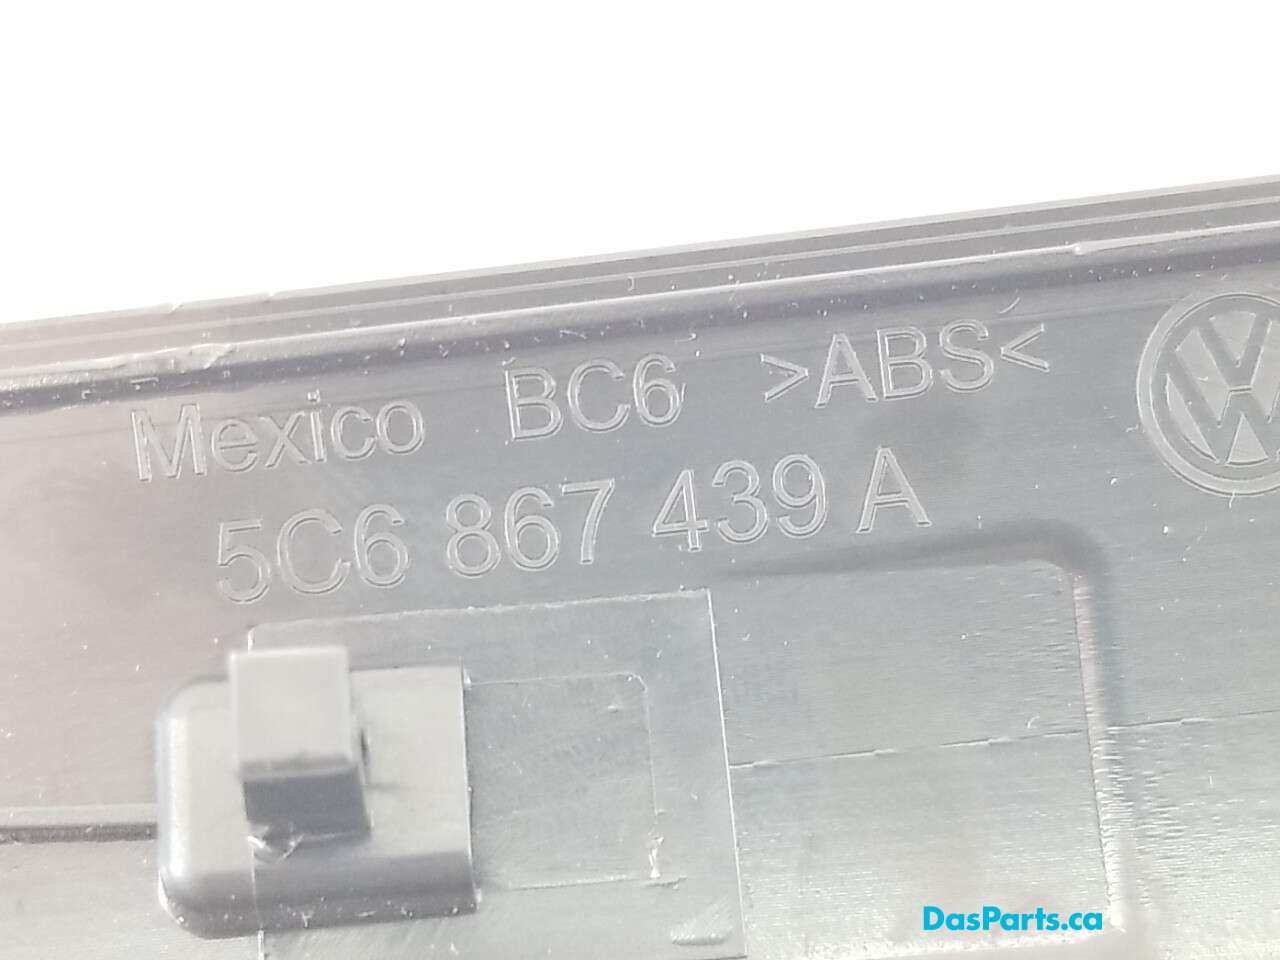 Mexico BC6 >ABS<
5C6 867 439 A
DasParts.ca